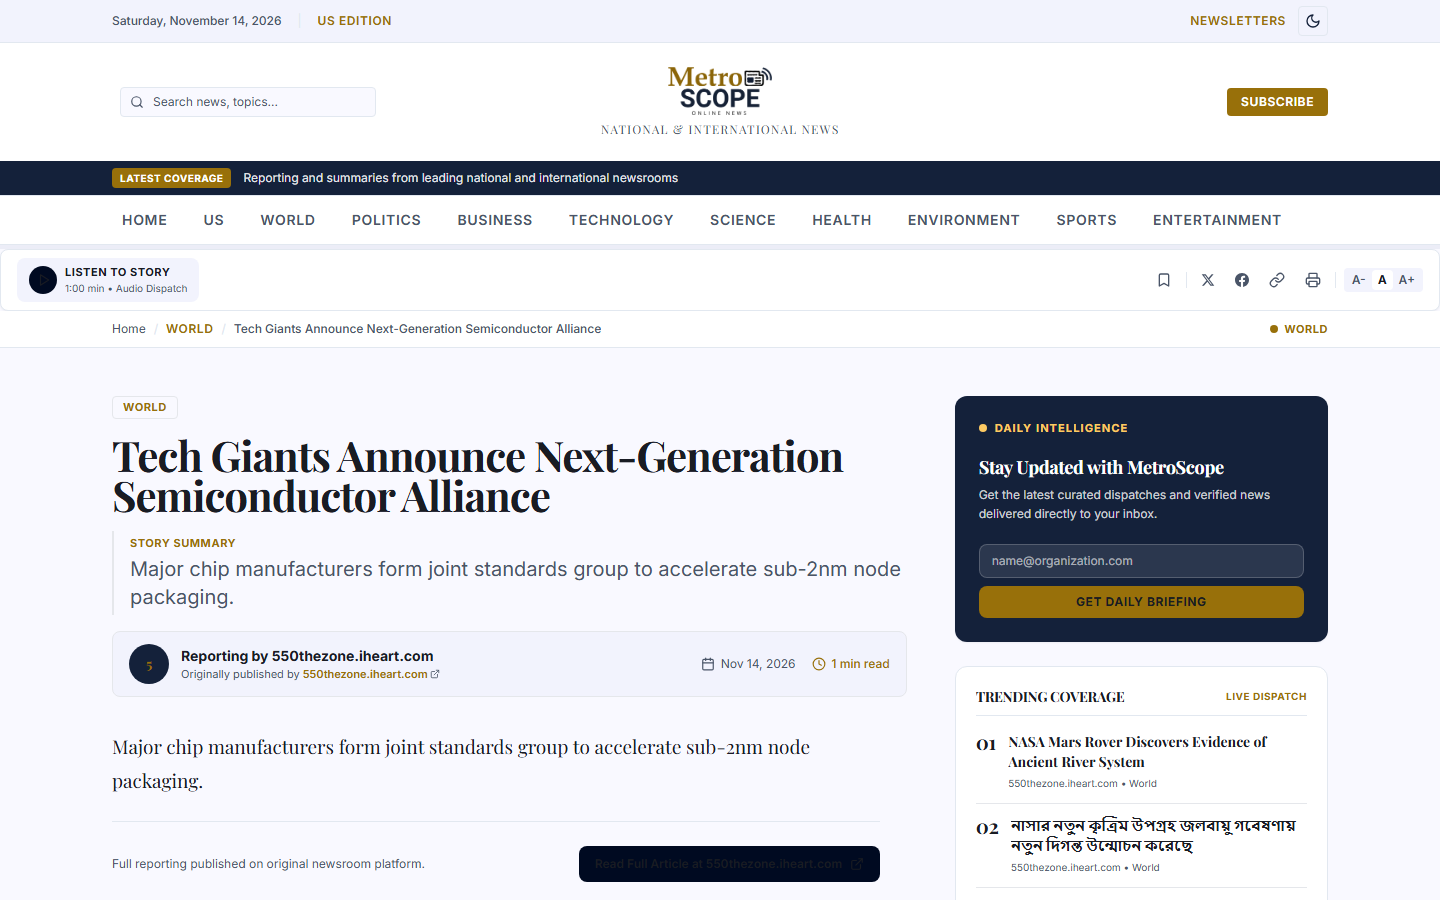 Saturday, November 14, 2026
US EDITION
NEWSLETTERS
Search news, topics...
Metro
SCOPE
ONLINE NEWS
NATIONAL & INTERNATIONAL NEWS
SUBSCRIBE
LATEST COVERAGE
Reporting and summaries from leading national and international newsrooms
HOME US WORLD POLITICS BUSINESS TECHNOLOGY SCIENCE HEALTH ENVIRONMENT SPORTS ENTERTAINMENT
LISTEN TO STORY
1:00 min • Audio Dispatch
A- A A+
Home / WORLD / Tech Giants Announce Next-Generation Semiconductor Alliance
WORLD
WORLD
Tech Giants Announce Next-Generation
Semiconductor Alliance
STORY SUMMARY
Major chip manufacturers form joint standards group to accelerate sub-2nm node
packaging.
5
Reporting by 550thezone.iheart.com
Originally published by 550thezone.iheart.com
Nov 14, 2026
1 min read
Major chip manufacturers form joint standards group to accelerate sub-2nm node
packaging.
Full reporting published on original newsroom platform.
Read Full Article at 550thezone.iheart.com
DAILY INTELLIGENCE
Stay Updated with MetroScope
Get the latest curated dispatches and verified news
delivered directly to your inbox.
name@organization.com
GET DAILY BRIEFING
TRENDING COVERAGE
LIVE DISPATCH
01
NASA Mars Rover Discovers Evidence of
Ancient River System
550thezone.iheart.com • World
02
নাসার নতুন কৃত্রিম উপগ্রহ জলবায়ু গবেষণায়
নতুন দিগন্ত উন্মোচন করেছে
550thezone.iheart.com • World